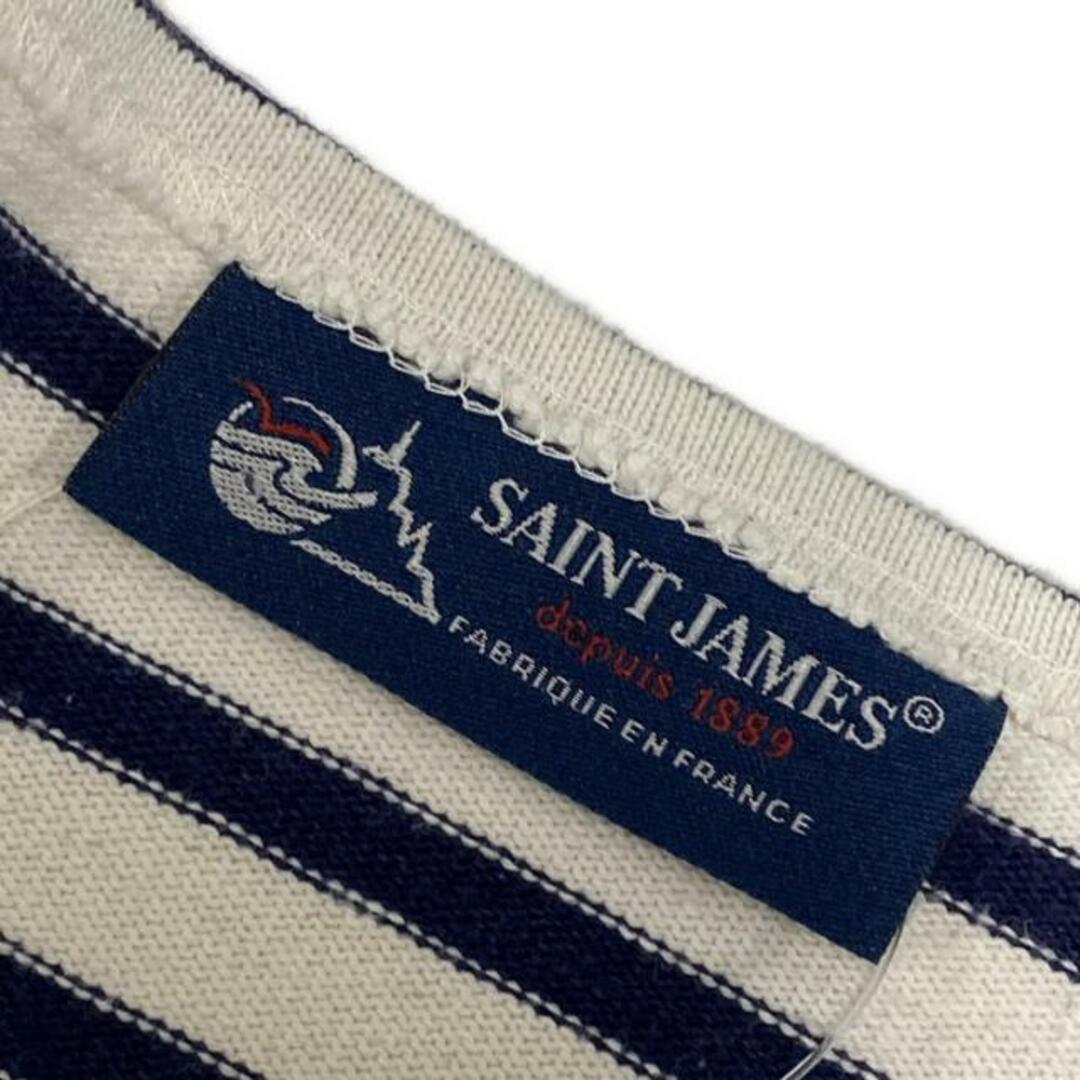 SAINT JAMES®
depuis 1889
FABRIQUE EN FRANCE